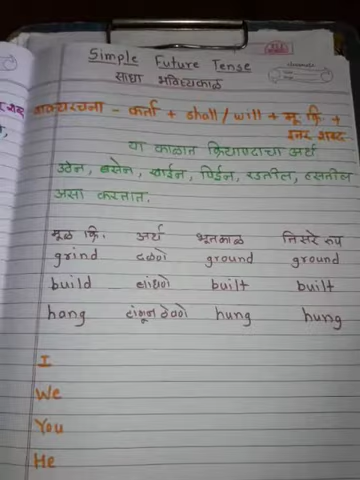 Simple Future Tense
साधा भविष्यकाळ
वाक्यरचना - कर्ता + shall / will + मू. क्रि. +
इतर शब्द
या काळात क्रियापदाचा अर्थ
उठेन, बसेन, खाईन, पिईन, रडतील, हसतील
असा करतात.
मूळ क्रि. अर्थ भूतकाळ तिसरे रूप
grind दळणे ground ground
build बांधणे built built
hang टांगून ठेवणे hung hung
I
We
You
He